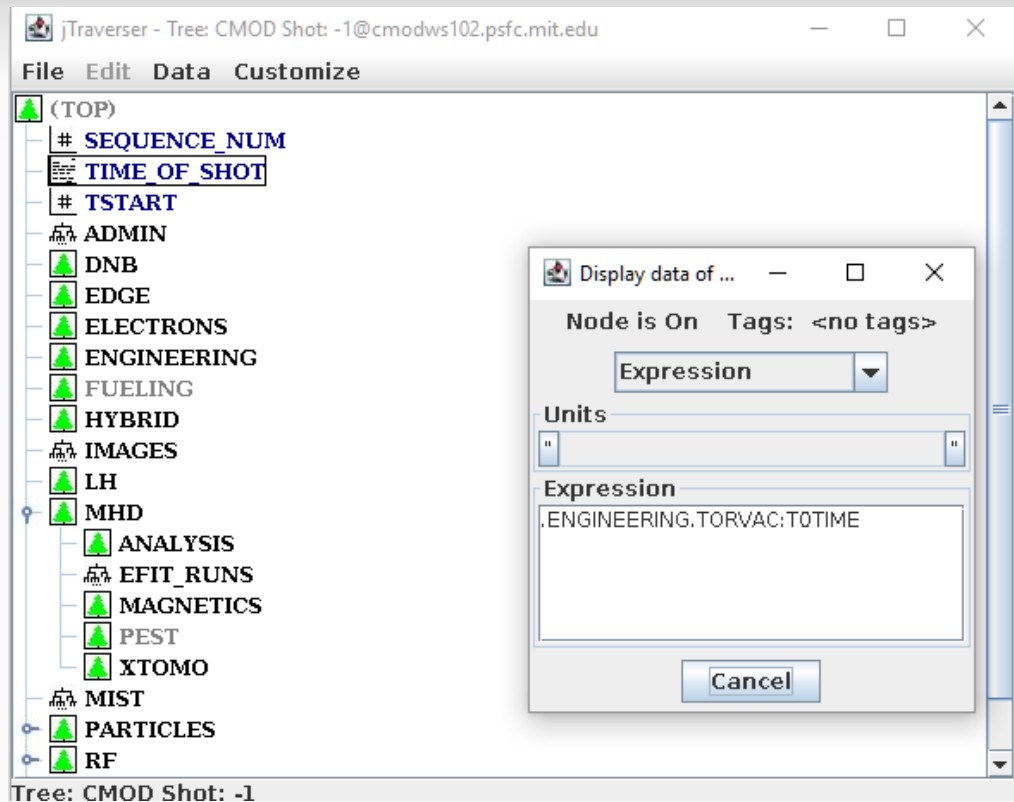 jTraverser - Tree: CMOD Shot: -1@cmodws102.psfc.mit.edu
File Edit Data Customize
(TOP)
# SEQUENCE_NUM
TIME_OF_SHOT
# TSTART
ADMIN
DNB
EDGE
ELECTRONS
ENGINEERING
FUELING
HYBRID
IMAGES
LH
MHD
ANALYSIS
EFIT_RUNS
MAGNETICS
PEST
XTOMO
MIST
PARTICLES
RF
Tree: CMOD Shot: -1
Display data of ...
Node is On Tags: <no tags>
Expression
Units
" "
Expression
.ENGINEERING.TORVAC:T0TIME
Cancel